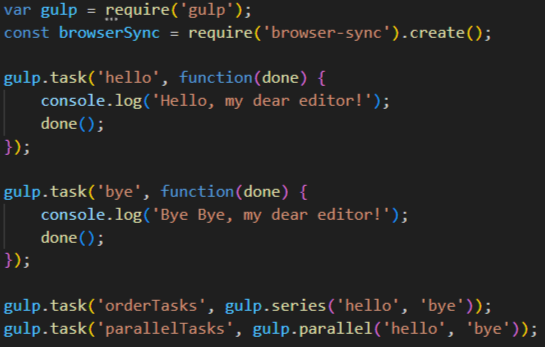 var gulp = require('gulp');
const browserSync = require('browser-sync').create();
gulp.task('hello', function(done) {
console.log('Hello, my dear editor!');
done();
});
gulp.task('bye', function(done) {
console.log('Bye Bye, my dear editor!');
done();
});
gulp.task('orderTasks', gulp.series('hello', 'bye'));
gulp.task('parallelTasks', gulp.parallel('hello', 'bye'));